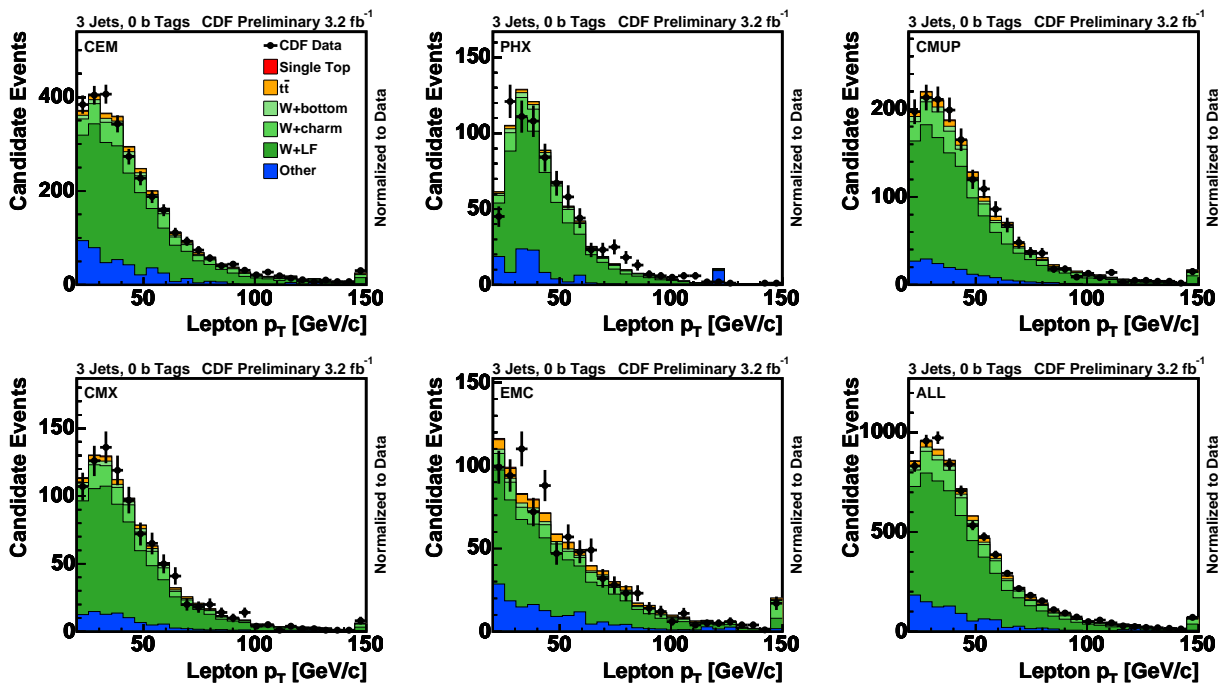 3 Jets, 0 b Tags CDF Preliminary 3.2 fb⁻¹
CEM
CDF Data
Single Top
tt̄
W+bottom
W+charm
W+LF
Other
Candidate Events
Normalized to Data
400
200
0
50 100 150
Lepton p_T [GeV/c]
3 Jets, 0 b Tags CDF Preliminary 3.2 fb⁻¹
PHX
Candidate Events
Normalized to Data
150
100
50
0
50 100 150
Lepton p_T [GeV/c]
3 Jets, 0 b Tags CDF Preliminary 3.2 fb⁻¹
CMUP
Candidate Events
Normalized to Data
200
100
0
50 100 150
Lepton p_T [GeV/c]
3 Jets, 0 b Tags CDF Preliminary 3.2 fb⁻¹
CMX
Candidate Events
Normalized to Data
150
100
50
0
50 100 150
Lepton p_T [GeV/c]
3 Jets, 0 b Tags CDF Preliminary 3.2 fb⁻¹
EMC
Candidate Events
Normalized to Data
150
100
50
0
50 100 150
Lepton p_T [GeV/c]
3 Jets, 0 b Tags CDF Preliminary 3.2 fb⁻¹
ALL
Candidate Events
Normalized to Data
1000
500
0
50 100 150
Lepton p_T [GeV/c]